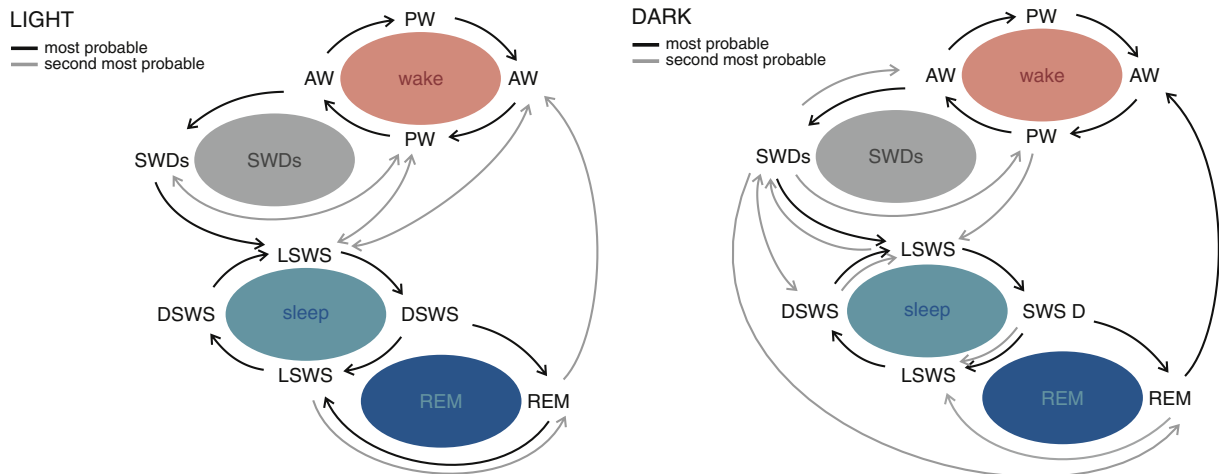 LIGHT
most probable
second most probable
PW
AW
wake
AW
PW
SWDs
SWDs
LSWS
DSWS
sleep
DSWS
LSWS
REM
REM
DARK
most probable
second most probable
PW
AW
wake
AW
PW
SWDs
SWDs
LSWS
DSWS
sleep
SWS D
LSWS
REM
REM